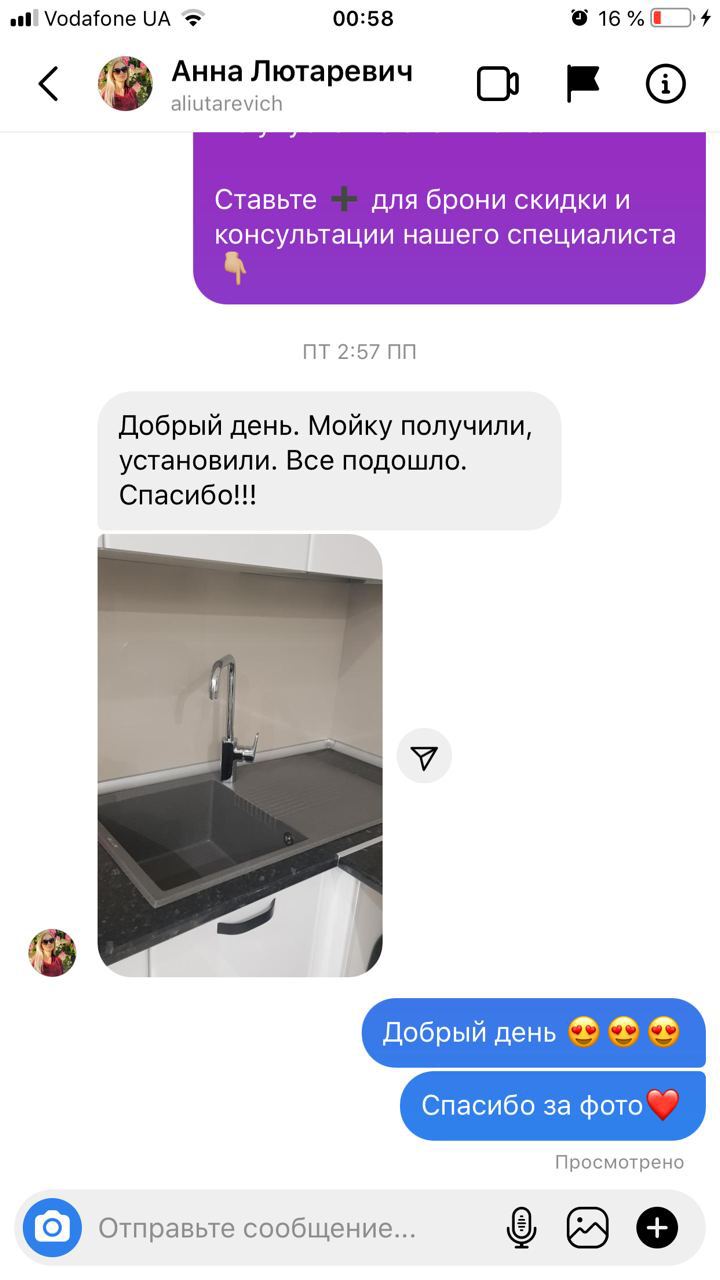 Vodafone UA 00:58 16 %
Анна Лютаревич
aliutarevich
Ставьте ➕ для брони скидки и
консультации нашего специалиста
👇🏼
ПТ 2:57 ПП
Добрый день. Мойку получили,
установили. Все подошло.
Спасибо!!!
Добрый день 😍😍😍
Спасибо за фото❤️
Просмотрено
Отправьте сообщение...